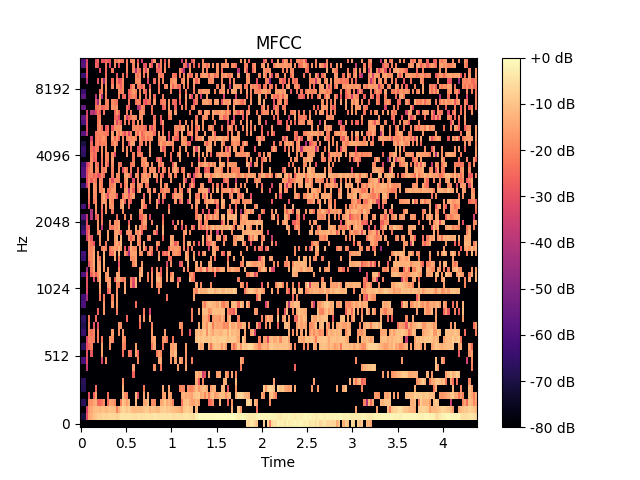 MFCC
Hz
8192
4096
2048
1024
512
0
0 0.5 1 1.5 2 2.5 3 3.5 4
Time
+0 dB
-10 dB
-20 dB
-30 dB
-40 dB
-50 dB
-60 dB
-70 dB
-80 dB